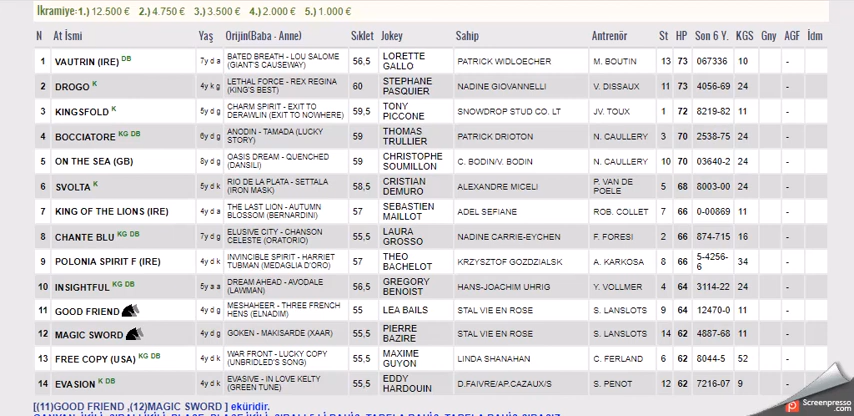 İkramiye:1.) 12.500 € 2.) 4.750 € 3.) 3.500 € 4.) 2.000 € 5.) 1.000 €
N At İsmi Yaş Orijin(Baba - Anne) Sıklet Jokey Sahip Antrenör St HP Son 6 Y. KGS Gny AGF İdm
1 VAUTRIN (IRE) DB 7y d a BATED BREATH - LOU SALOME (GIANT'S CAUSEWAY) 56,5 LORETTE GALLO PATRICK WIDLOECHER M. BOUTIN 13 73 067336 10 -
2 DROGO K 4y k g LETHAL FORCE - REX REGINA (KING'S BEST) 60 STEPHANE PASQUIER NADINE GIOVANNELLI V. DISSAUX 11 73 4056-69 24 -
3 KINGSFOLD K 5y d k CHARM SPIRIT - EXIT TO DERAWLIN (EXIT TO NOWHERE) 59,5 TONY PICCONE SNOWDROP STUD CO. LT JV. TOUX 1 72 8219-82 11 -
4 BOCCIATORE KG DB 6y d g ANODIN - TAMADA (LUCKY STORY) 59 THOMAS TRULLIER PATRICK DRIOTON N. CAULLERY 3 70 2538-75 24 -
5 ON THE SEA (GB) 8y d g OASIS DREAM - QUENCHED (DANSILI) 59 CHRISTOPHE SOUMILLON C. BODIN/V. BODIN N. CAULLERY 10 70 03640-2 24 -
6 SVOLTA K 5y d k RIO DE LA PLATA - SETTALA (IRON MASK) 58,5 CRISTIAN DEMURO ALEXANDRE MICELI P. VAN DE POELE 5 68 8003-00 24 -
7 KING OF THE LIONS (IRE) 4y d a THE LAST LION - AUTUMN BLOSSOM (BERNARDINI) 57 SEBASTIEN MAILLOT ADEL SEFIANE ROB. COLLET 7 66 0-00869 11 -
8 CHANTE BLU KG DB 7y d g ELUSIVE CITY - CHANSON CELESTE (ORATORIO) 55,5 LAURA GROSSO NADINE CARRIE-EYCHEN F. FORESI 2 66 874-715 16 -
9 POLONIA SPIRIT F (IRE) 4y d k INVINCIBLE SPIRIT - HARRIET TUBMAN (MEDAGLIA D'ORO) 57 THEO BACHELOT KRZYSZTOF GOZDZIALSK A. KARKOSA 8 66 5-4256-6 34 -
10 INSIGHTFUL KG DB 5y a a DREAM AHEAD - AVODALE (LAWMAN) 56,5 GREGORY BENOIST HANS-JOACHIM UHRIG Y. VOLLMER 4 64 3114-22 24 -
11 GOOD FRIEND 4y d g MESHAHEER - THREE FRENCH HENS (ELNADIM) 55 LEA BAILS STAL VIE EN ROSE S. LANSLOTS 9 64 12470-0 11 -
12 MAGIC SWORD 4y d g GOKEN - MAKISARDE (XAAR) 55,5 PIERRE BAZIRE STAL VIE EN ROSE S. LANSLOTS 14 62 4887-68 11 -
13 FREE COPY (USA) KG DB 4y d k WAR FRONT - LUCKY COPY (UNBRIDLED'S SONG) 55,5 MAXIME GUYON LINDA SHANAHAN C. FERLAND 6 62 8044-5 52 -
14 EVASION K DB 4y d k EVASIVE - IN LOVE KELTY (GREEN TUNE) 55,5 EDDY HARDOUIN D.FAIVRE/AP.CAZAUX/S S. PENOT 12 62 7216-07 9 -
[(11)GOOD FRIEND ,(12)MAGIC SWORD ] eküridir.
Screenpresso
.com